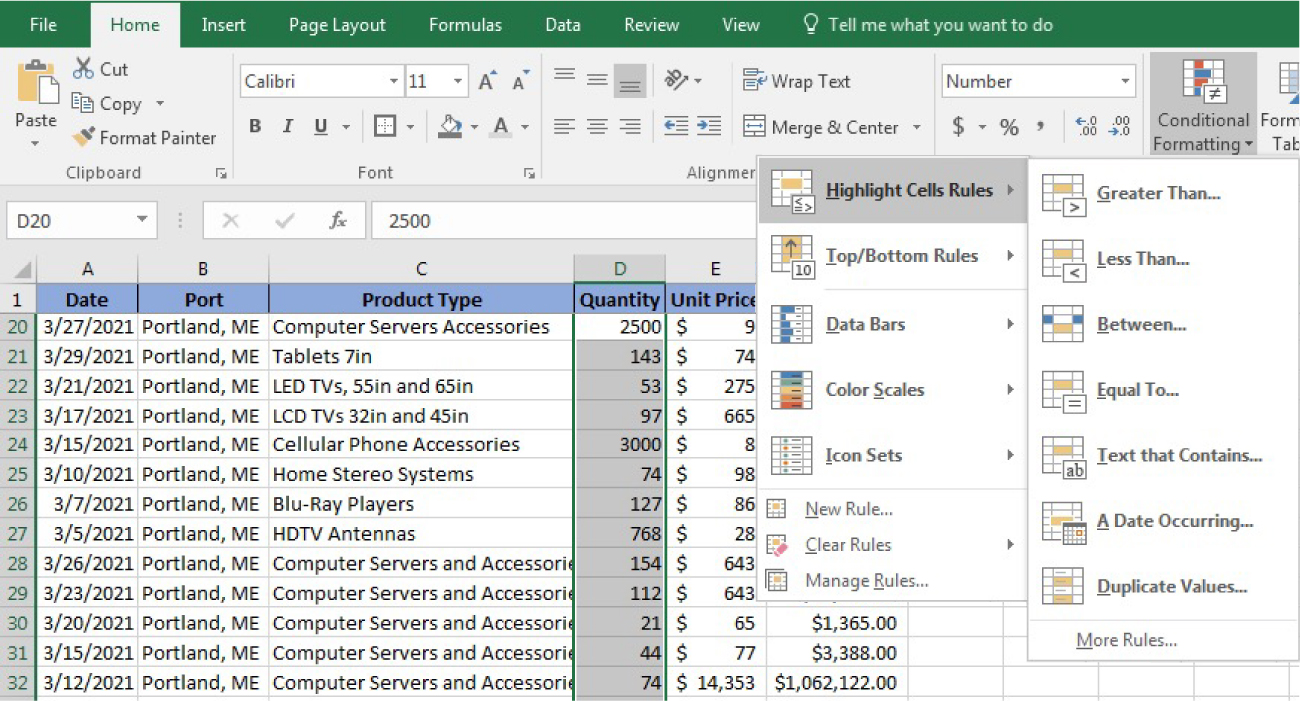 File Home Insert Page Layout Formulas Data Review View Tell me what you want to do
Cut
Copy
Format Painter
Paste
Clipboard
Calibri 11 A A
B I U A
Font
Wrap Text
Merge & Center
Alignmen
Number
$ % , .00 .00
Conditional
Formatting
Form
Tab
D20 fx 2500
A B C D E
1 Date Port Product Type Quantity Unit Price
20 3/27/2021 Portland, ME Computer Servers Accessories 2500 $ 9
21 3/29/2021 Portland, ME Tablets 7in 143 $ 74
22 3/21/2021 Portland, ME LED TVs, 55in and 65in 53 $ 275
23 3/17/2021 Portland, ME LCD TVs 32in and 45in 97 $ 665
24 3/15/2021 Portland, ME Cellular Phone Accessories 3000 $ 8
25 3/10/2021 Portland, ME Home Stereo Systems 74 $ 98
26 3/7/2021 Portland, ME Blu-Ray Players 127 $ 86
27 3/5/2021 Portland, ME HDTV Antennas 768 $ 28
28 3/26/2021 Portland, ME Computer Servers and Accessorie 154 $ 643
29 3/23/2021 Portland, ME Computer Servers and Accessorie 112 $ 643
30 3/20/2021 Portland, ME Computer Servers and Accessorie 21 $ 65 $1,365.00
31 3/15/2021 Portland, ME Computer Servers and Accessorie 44 $ 77 $3,388.00
32 3/12/2021 Portland, ME Computer Servers and Accessorie 74 $ 14,353 $1,062,122.00
Highlight Cells Rules
Top/Bottom Rules
10
Data Bars
Color Scales
Icon Sets
New Rule...
Clear Rules
Manage Rules...
Greater Than...
Less Than...
Between...
Equal To...
Text that Contains...
ab
A Date Occurring...
Duplicate Values...
More Rules...